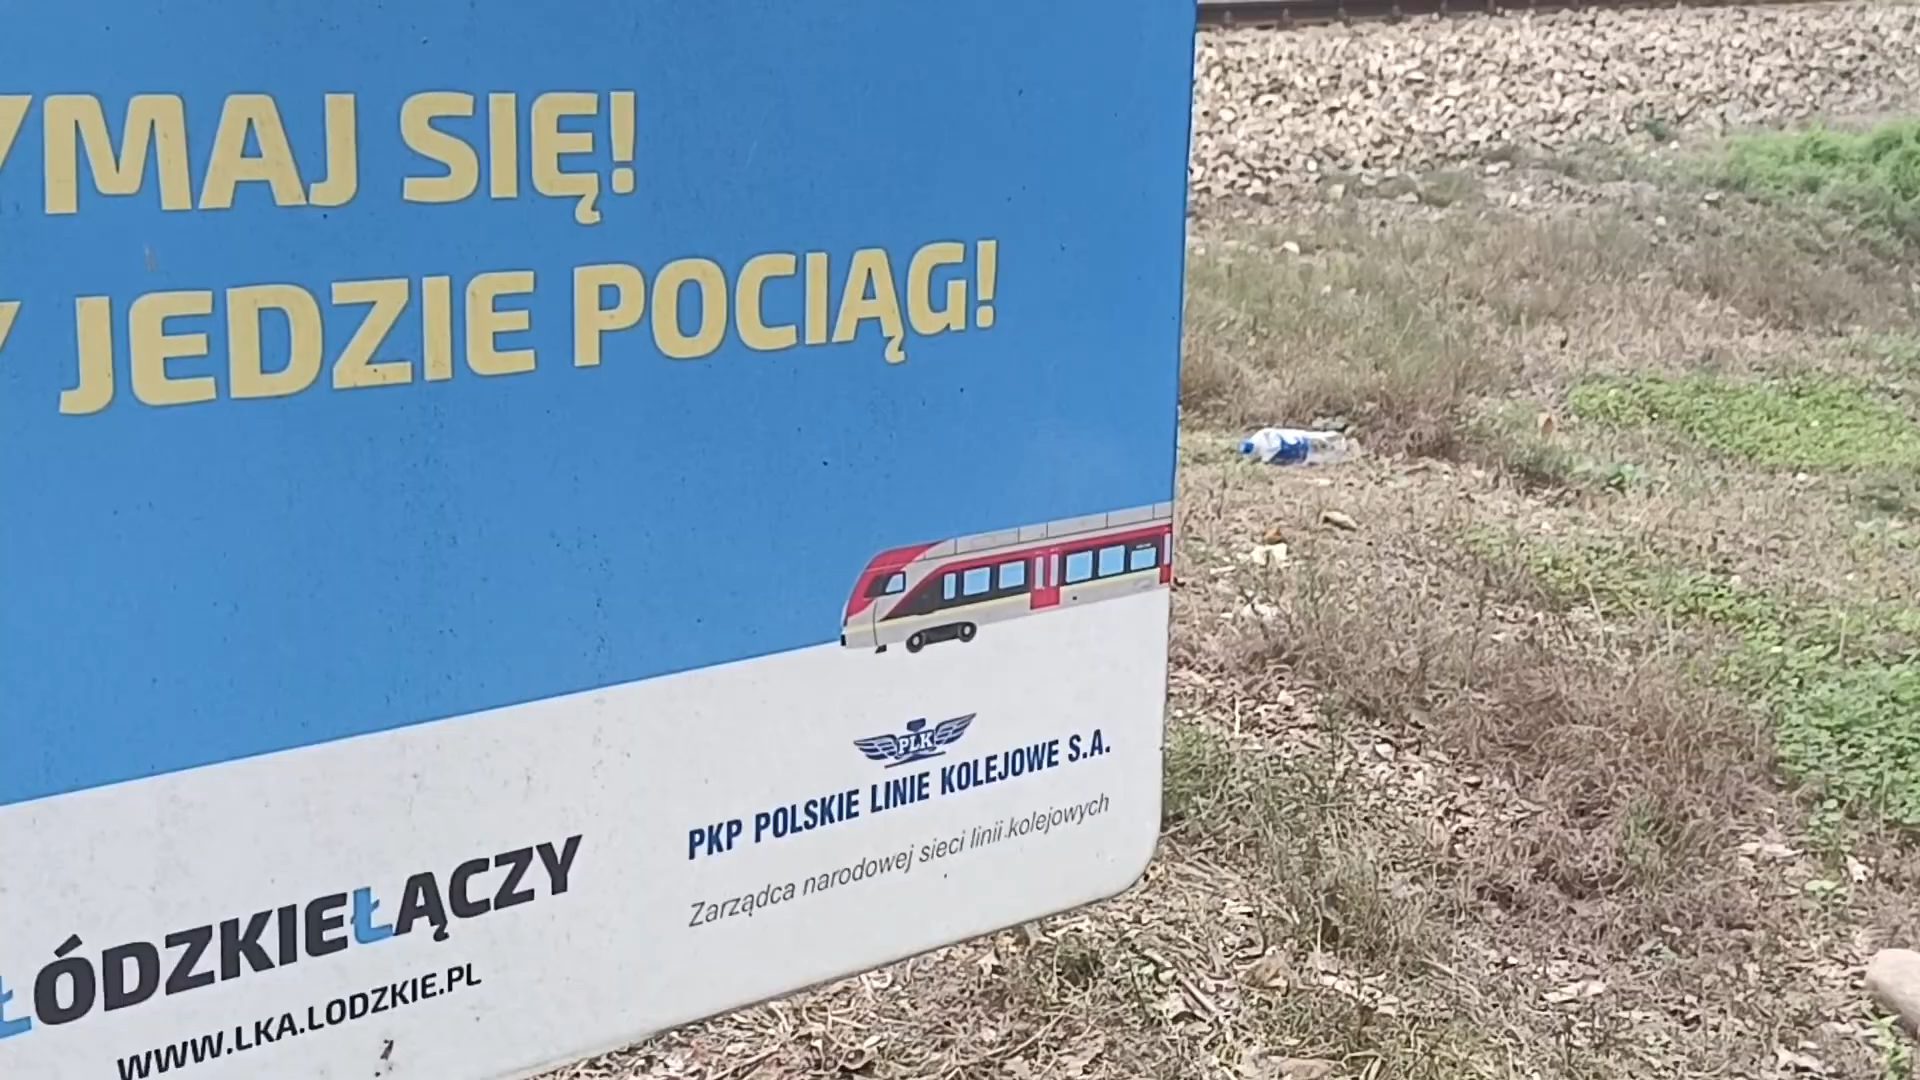 YMAJ SIĘ!
JEDZIE POCIĄG!
PLK
PKP POLSKIE LINIE KOLEJOWE S.A.
Zarządca narodowej sieci linii kolejowych
ŁÓDZKIEŁĄCZY
WWW.LKA.LODZKIE.PL